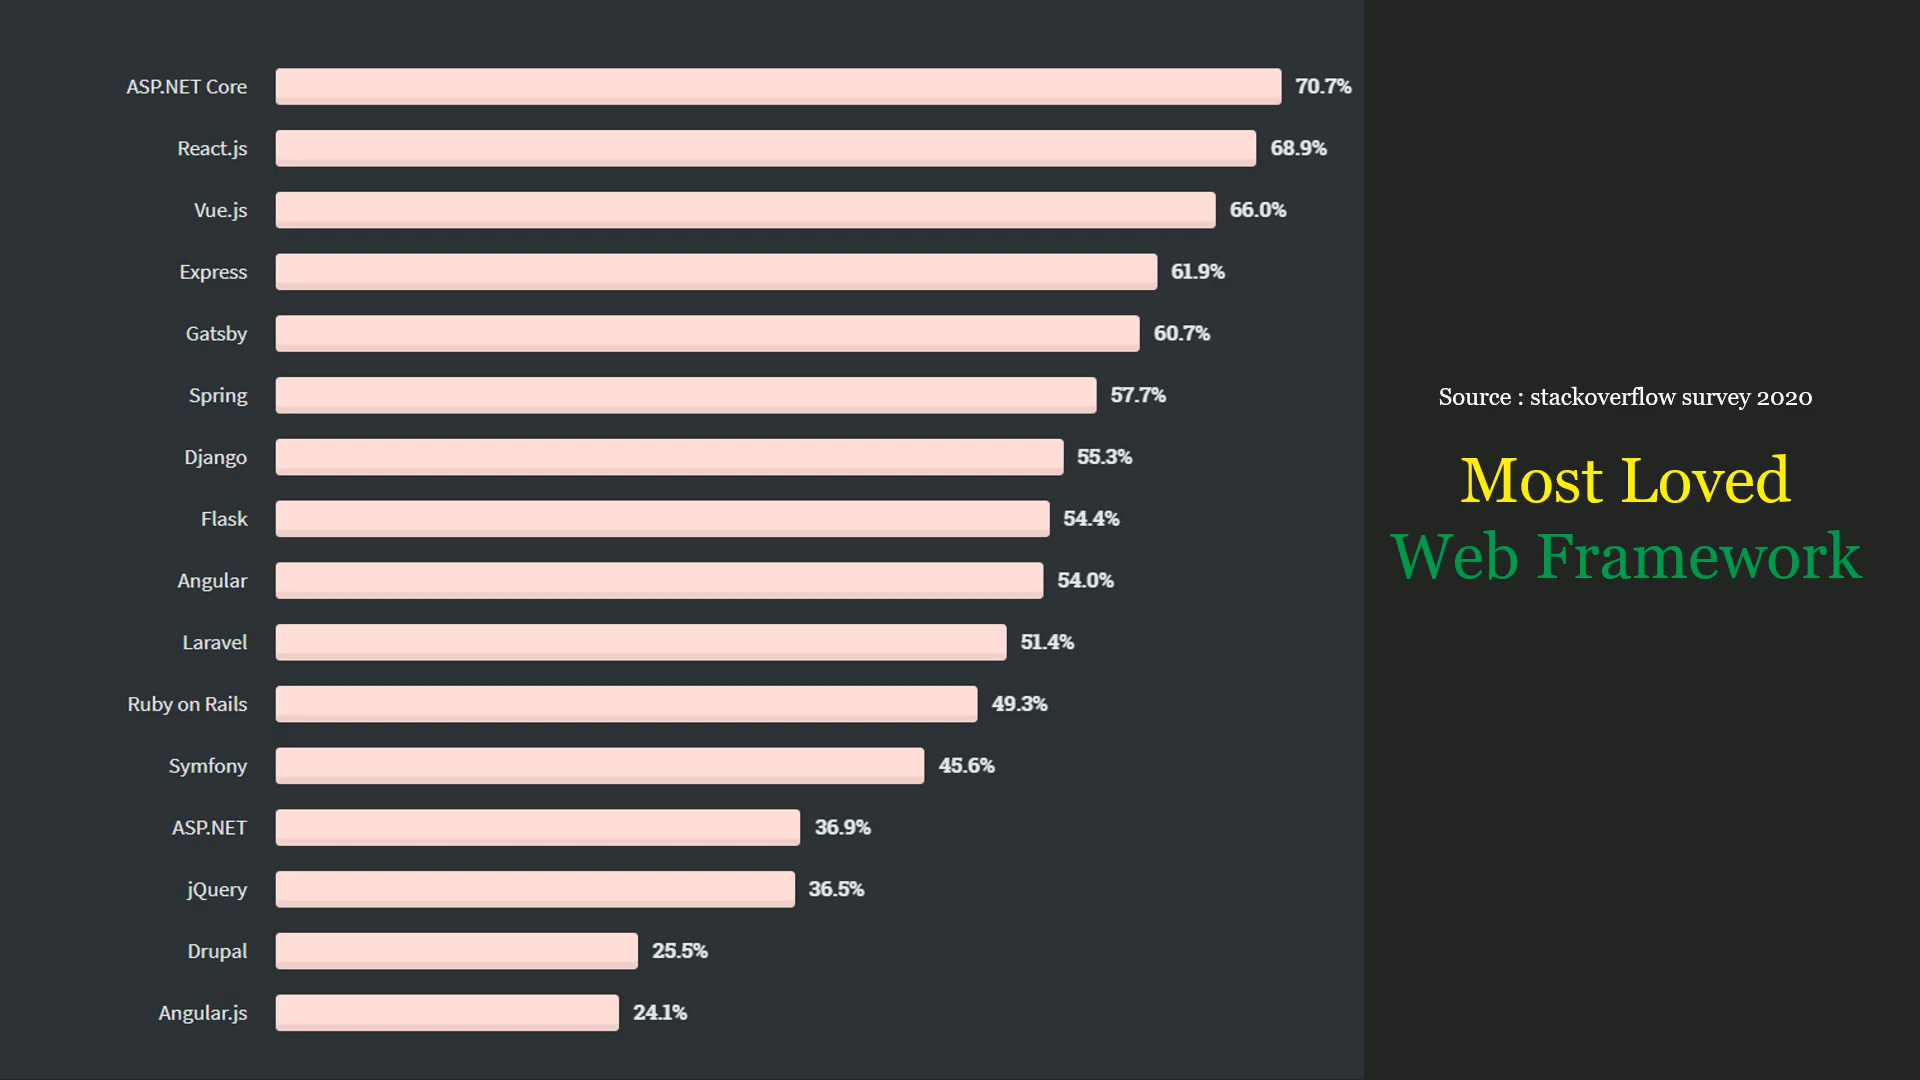 ASP.NET Core 70.7%
React.js 68.9%
Vue.js 66.0%
Express 61.9%
Gatsby 60.7%
Spring 57.7%
Django 55.3%
Flask 54.4%
Angular 54.0%
Laravel 51.4%
Ruby on Rails 49.3%
Symfony 45.6%
ASP.NET 36.9%
jQuery 36.5%
Drupal 25.5%
Angular.js 24.1%
Source : stackoverflow survey 2020
Most Loved
Web Framework